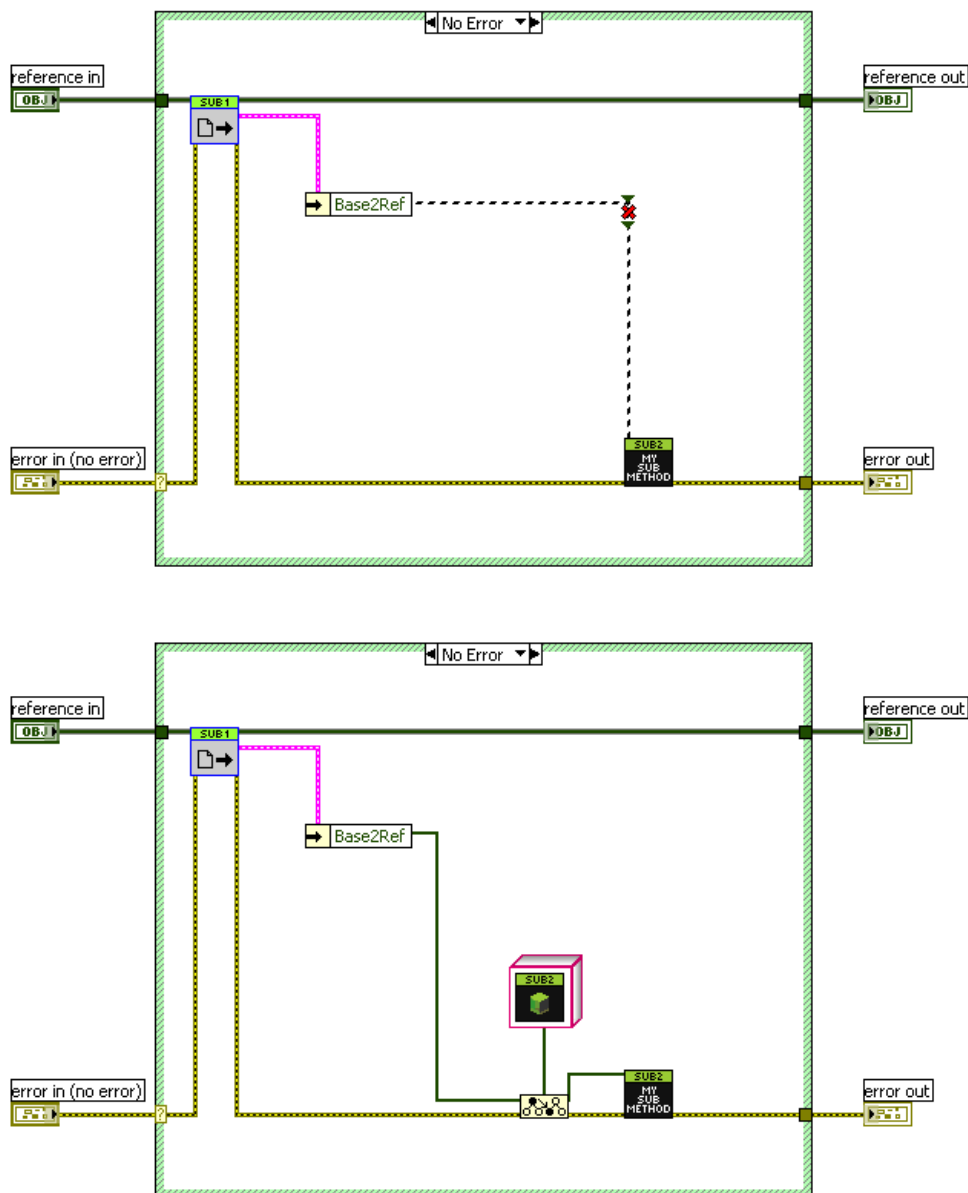 No Error
reference in
reference out
OBJ
SUB1
OBJ
Base2Ref
error in (no error)
SUB2
MY
SUB
METHOD
error out
?
No Error
reference in
reference out
OBJ
SUB1
OBJ
Base2Ref
SUB2
error in (no error)
SUB2
MY
SUB
METHOD
error out
?